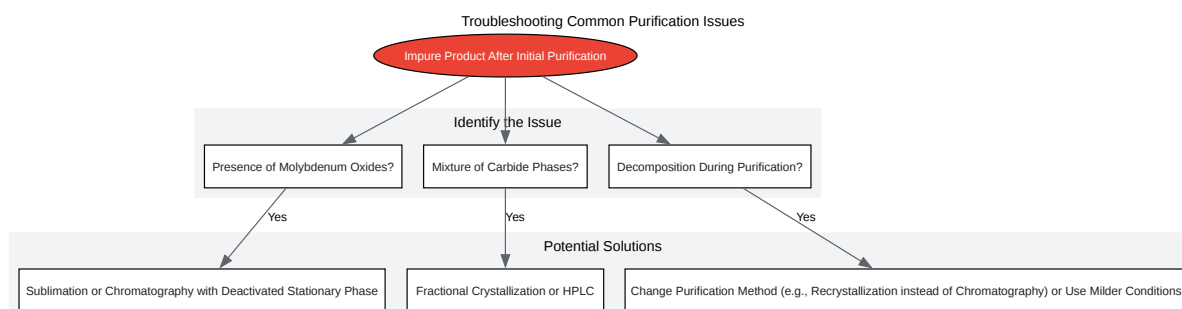 Troubleshooting Common Purification Issues
Impure Product After Initial Purification
Identify the Issue
Presence of Molybdenum Oxides?
Mixture of Carbide Phases?
Decomposition During Purification?
Yes
Yes
Yes
Potential Solutions
Sublimation or Chromatography with Deactivated Stationary Phase
Fractional Crystallization or HPLC
Change Purification Method (e.g., Recrystallization instead of Chromatography) or Use Milder Conditions